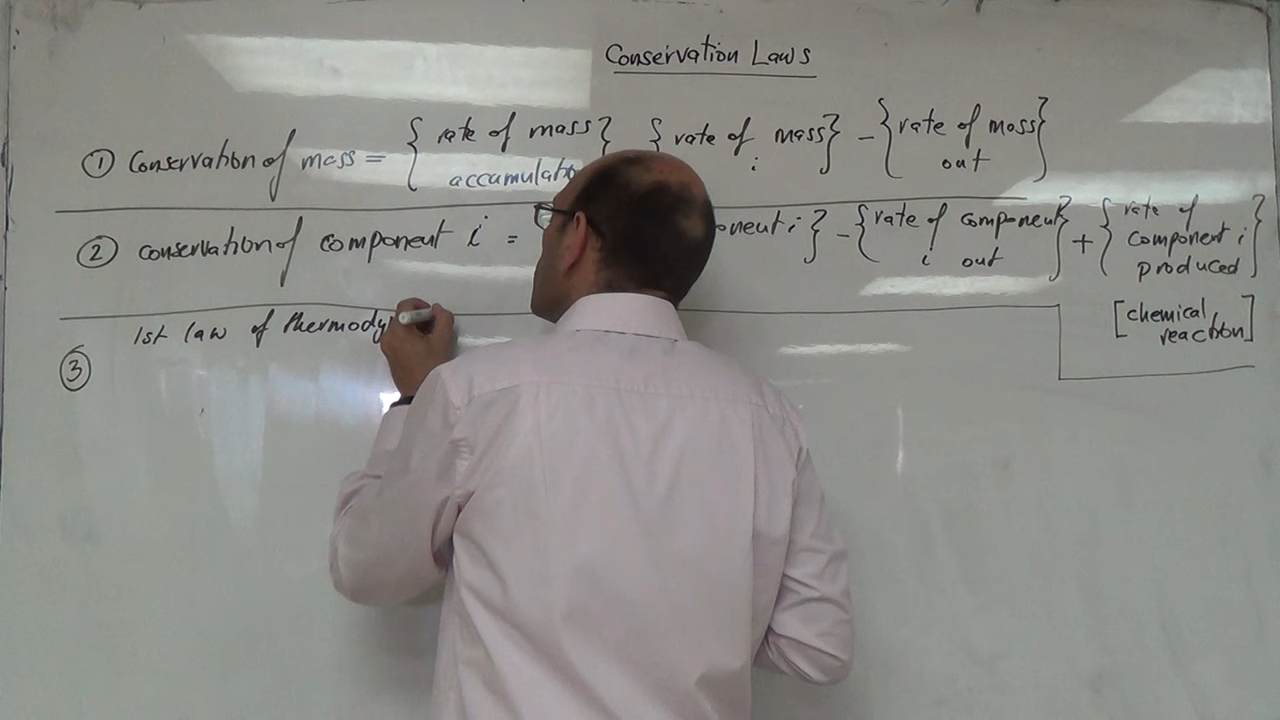 Conservation Laws
① Conservation of mass = { rate of mass } { rate of mass } - { rate of mass }
accumulatio i out
② conservation of component i = onent i } - { rate of component } + { rate of
i out component i
produced }
[chemical
reaction]
③ 1st law of thermody